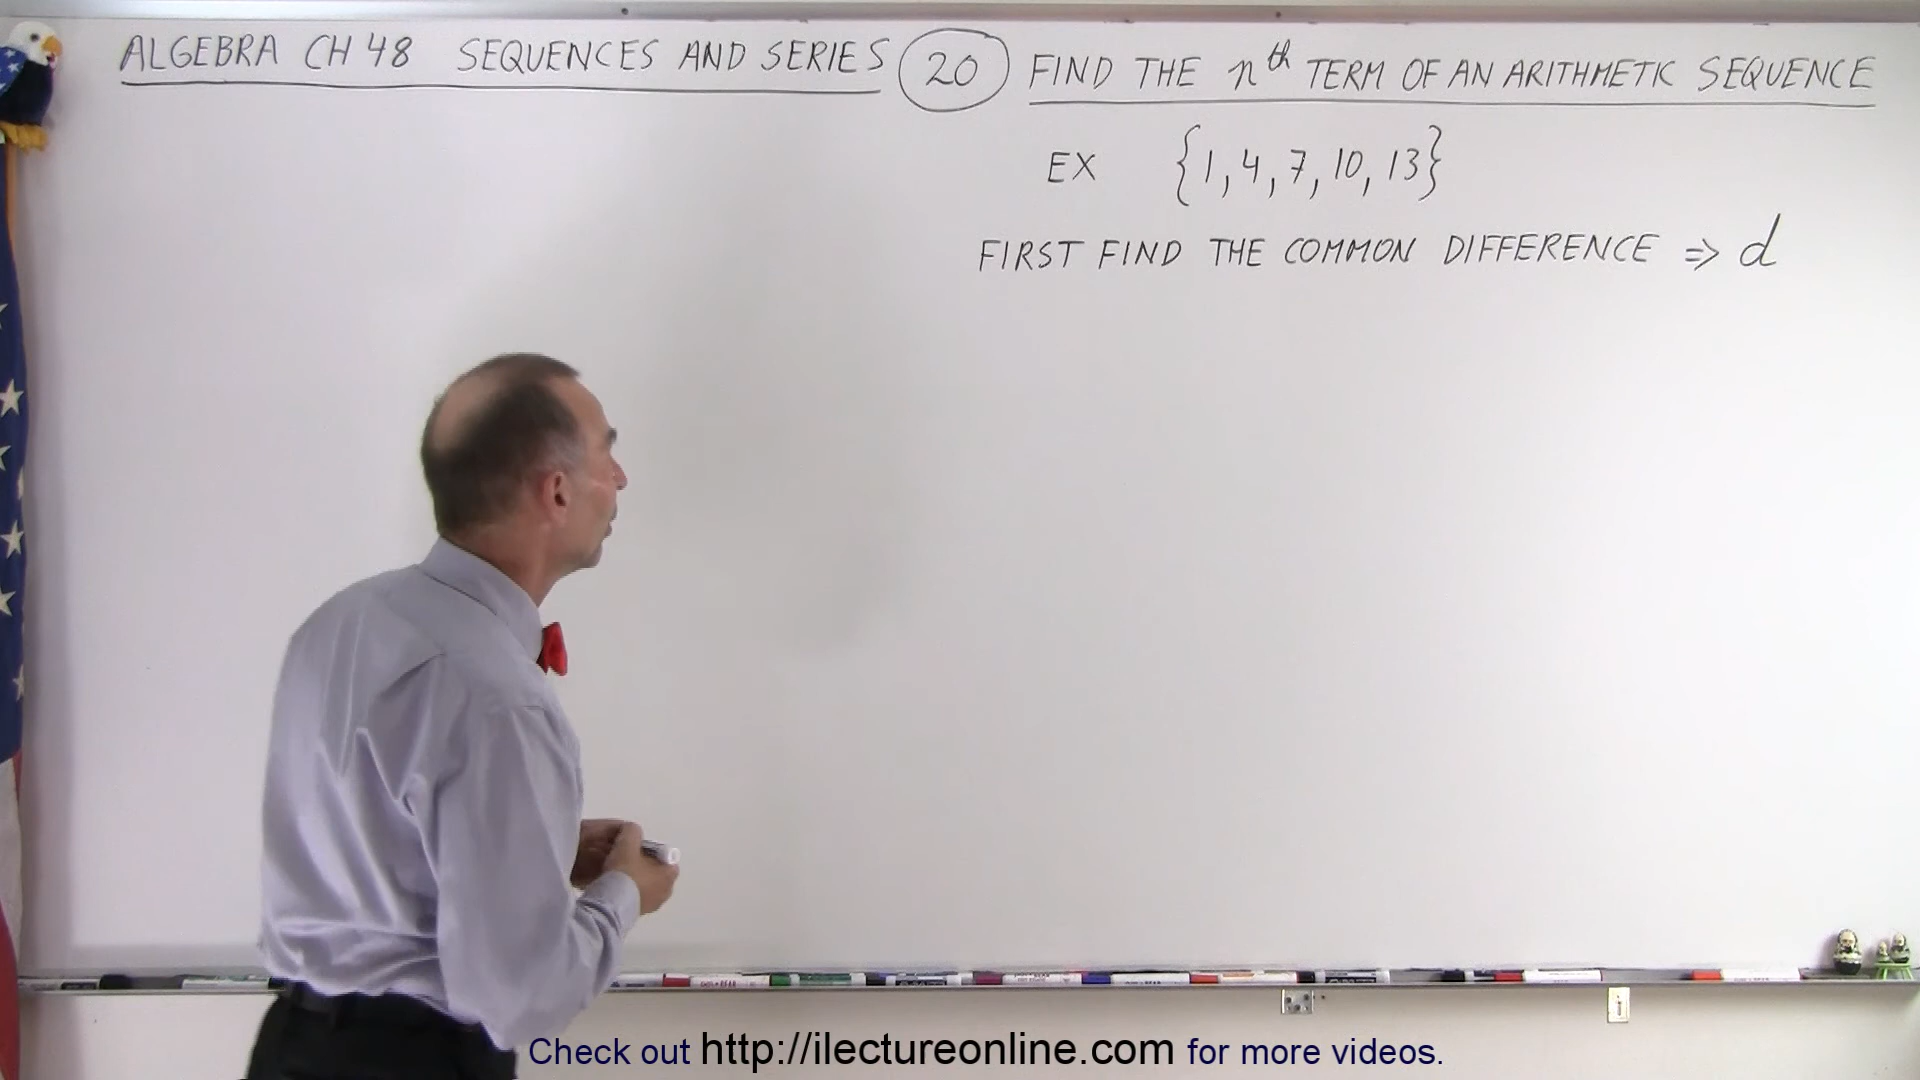 ALGEBRA CH 48 SEQUENCES AND SERIES 20 FIND THE nth TERM OF AN ARITHMETIC SEQUENCE
EX {1, 4, 7, 10, 13}
FIRST FIND THE COMMON DIFFERENCE ⇒ d
Check out http://ilectureonline.com for more videos.